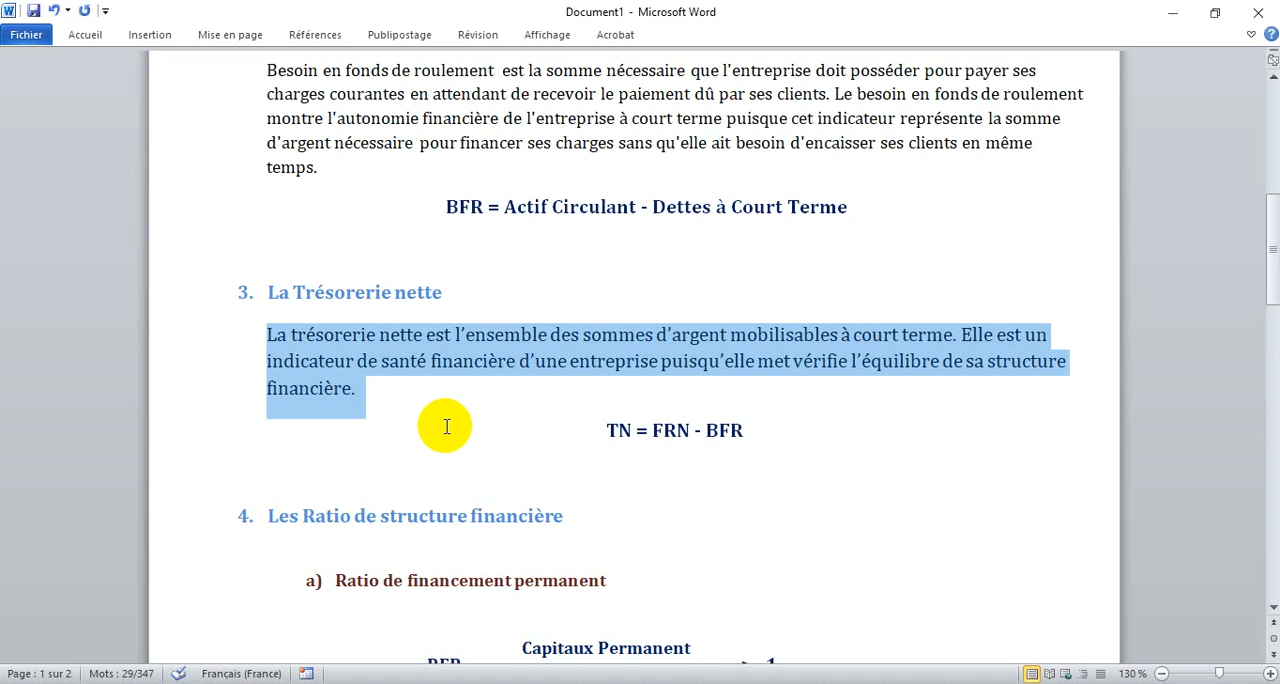 Document1 - Microsoft Word
Fichier Accueil Insertion Mise en page Références Publipostage Révision Affichage Acrobat
Besoin en fonds de roulement est la somme nécessaire que l'entreprise doit posséder pour payer ses
charges courantes en attendant de recevoir le paiement dû par ses clients. Le besoin en fonds de roulement
montre l'autonomie financière de l'entreprise à court terme puisque cet indicateur représente la somme
d'argent nécessaire pour financer ses charges sans qu'elle ait besoin d'encaisser ses clients en même
temps.
BFR = Actif Circulant - Dettes à Court Terme
3. La Trésorerie nette
La trésorerie nette est l’ensemble des sommes d’argent mobilisables à court terme. Elle est un
indicateur de santé financière d’une entreprise puisqu’elle met vérifie l’équilibre de sa structure
financière.
TN = FRN - BFR
4. Les Ratio de structure financière
a) Ratio de financement permanent
Capitaux Permanent
BFR > 1
Page : 1 sur 2 Mots : 29/347 Français (France) 130 %